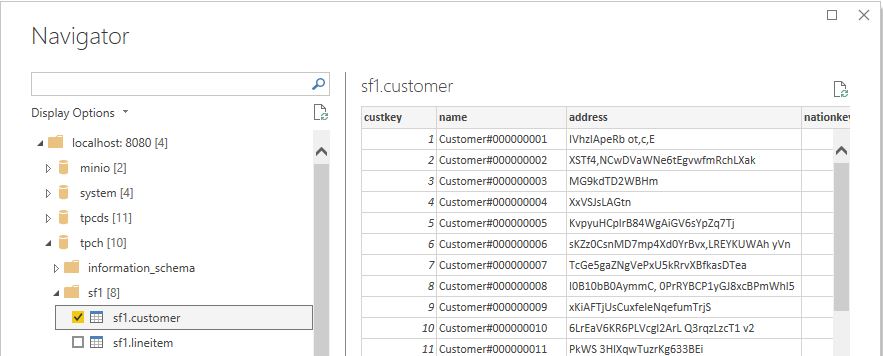 Navigator
Display Options
localhost: 8080 [4]
minio [2]
system [4]
tpcds [11]
tpch [10]
information_schema
sf1 [8]
sf1.customer
sf1.lineitem
sf1.customer
custkey name address nationkey
1 Customer#000000001 IVhzIApeRb ot,c,E
2 Customer#000000002 XSTf4,NCwDVaWNe6tEgvwfmRchLXak
3 Customer#000000003 MG9kdTD2WBHm
4 Customer#000000004 XxVSJsLAGtn
5 Customer#000000005 KvpyuHCplrB84WgAiGV6sYpZq7Tj
6 Customer#000000006 sKZz0CsnMD7mp4Xd0YrBvx,LREYKUWAh yVn
7 Customer#000000007 TcGe5gaZNgVePxU5kRrvXBfkasDTea
8 Customer#000000008 I0B10bB0AymmC, 0PrRYBCP1yGJ8xcBPmWhl5
9 Customer#000000009 xKiAFTjUsCuxfeleNqefumTrjS
10 Customer#000000010 6LrEaV6KR6PLVcgl2ArL Q3rqzLzcT1 v2
11 Customer#000000011 PkWS 3HlXqwTuzrKg633BEi